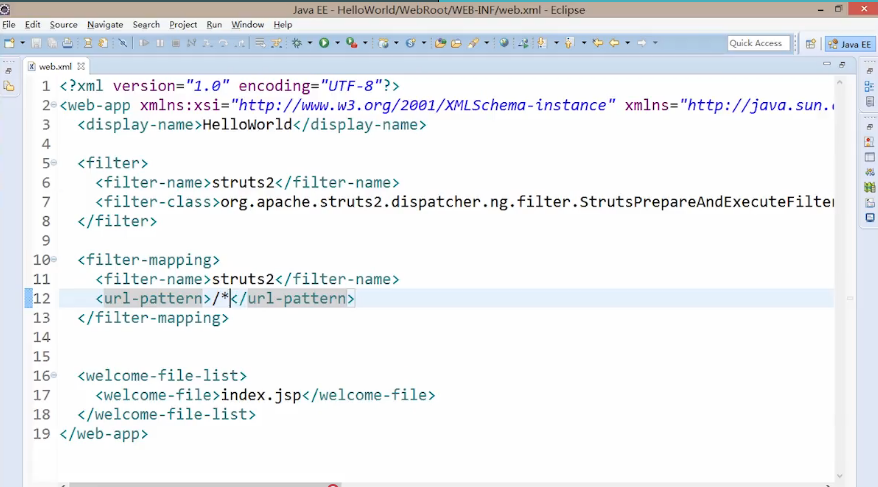 Java EE - HelloWorld/WebRoot/WEB-INF/web.xml - Eclipse
File Edit Source Navigate Search Project Run Window Help
Quick Access
Java EE
web.xml
1 <?xml version="1.0" encoding="UTF-8"?>
2 <web-app xmlns:xsi="http://www.w3.org/2001/XMLSchema-instance" xmlns="http://java.sun.c
3 <display-name>HelloWorld</display-name>
4
5 <filter>
6 <filter-name>struts2</filter-name>
7 <filter-class>org.apache.struts2.dispatcher.ng.filter.StrutsPrepareAndExecuteFilter
8 </filter>
9
10 <filter-mapping>
11 <filter-name>struts2</filter-name>
12 <url-pattern>/*</url-pattern>
13 </filter-mapping>
14
15
16 <welcome-file-list>
17 <welcome-file>index.jsp</welcome-file>
18 </welcome-file-list>
19 </web-app>